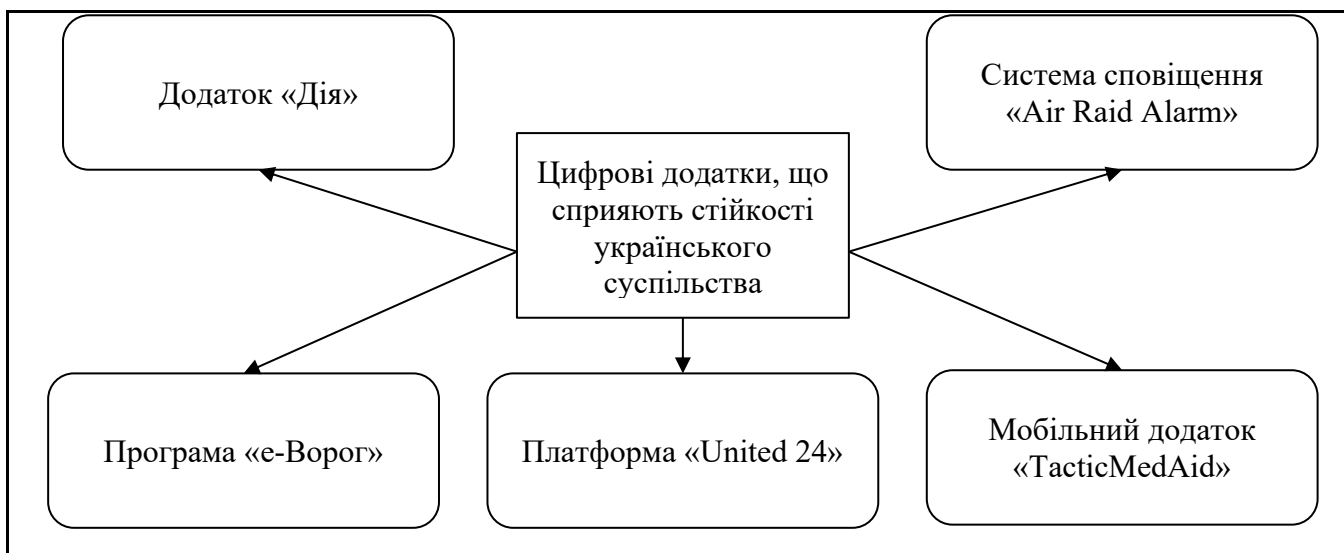 Додаток «Дія»
Система сповіщення
«Air Raid Alarm»
Цифрові додатки, що
сприяють стійкості
українського
суспільства
Програма «е-Ворог»
Платформа «United 24»
Мобільний додаток
«TacticMedAid»